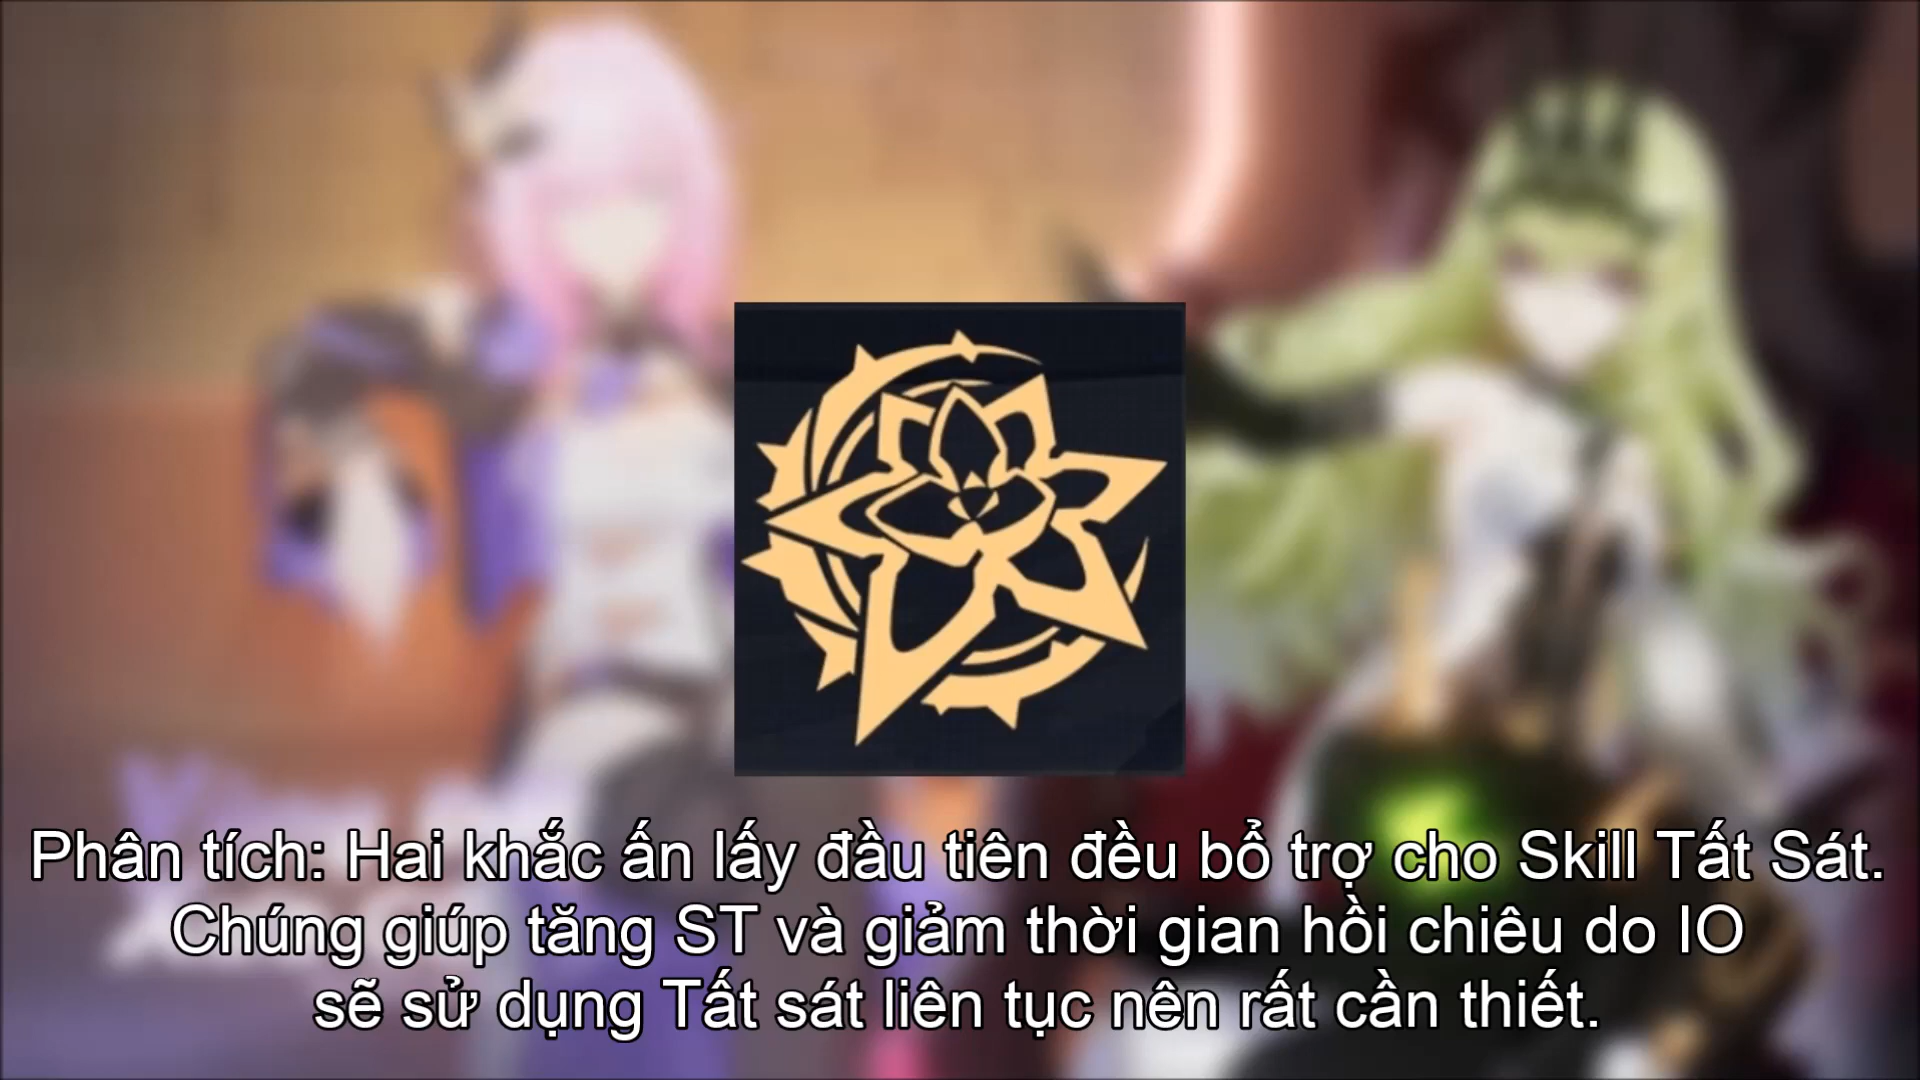 Phân tích: Hai khắc ấn lấy đầu tiên đều bổ trợ cho Skill Tất Sát.
Chúng giúp tăng ST và giảm thời gian hồi chiêu do IO
sẽ sử dụng Tất sát liên tục nên rất cần thiết.